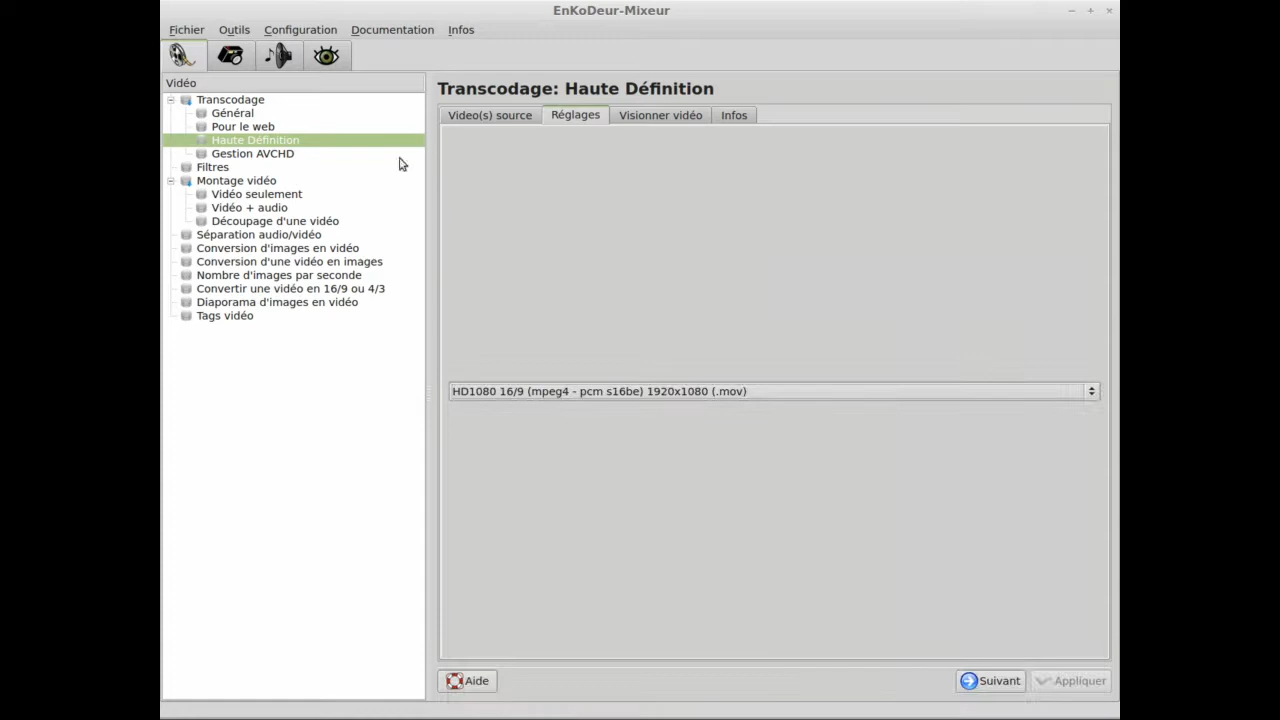 EnKoDeur-Mixeur
Fichier Outils Configuration Documentation Infos
Vidéo
Transcodage
Général
Pour le web
Haute Définition
Gestion AVCHD
Filtres
Montage vidéo
Vidéo seulement
Vidéo + audio
Découpage d'une vidéo
Séparation audio/vidéo
Conversion d'images en vidéo
Conversion d'une vidéo en images
Nombre d'images par seconde
Convertir une vidéo en 16/9 ou 4/3
Diaporama d'images en vidéo
Tags vidéo
Transcodage: Haute Définition
Video(s) source Réglages Visionner vidéo Infos
HD1080 16/9 (mpeg4 - pcm s16be) 1920x1080 (.mov)
Aide Suivant Appliquer